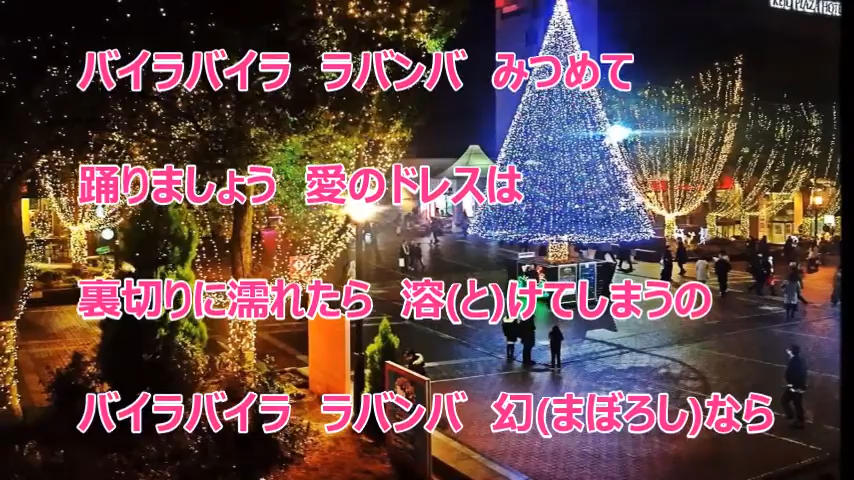 KEIO PLAZA HOTEL
バイラバイラ　ラバンバ　みつめて
踊りましょう　愛のドレスは
裏切りに濡れたら　溶(と)けてしまうの
バイラバイラ　ラバンバ　幻(まぼろし)なら